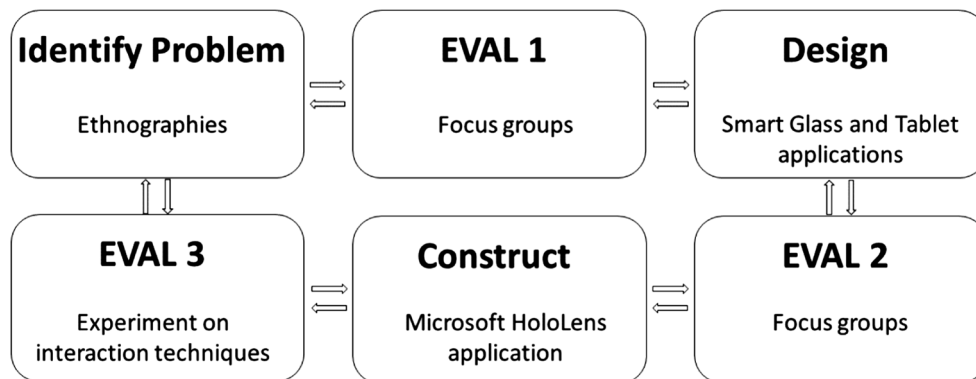 Identify Problem
Ethnographies
EVAL 1
Focus groups
Design
Smart Glass and Tablet
applications
EVAL 3
Experiment on
interaction techniques
Construct
Microsoft HoloLens
application
EVAL 2
Focus groups